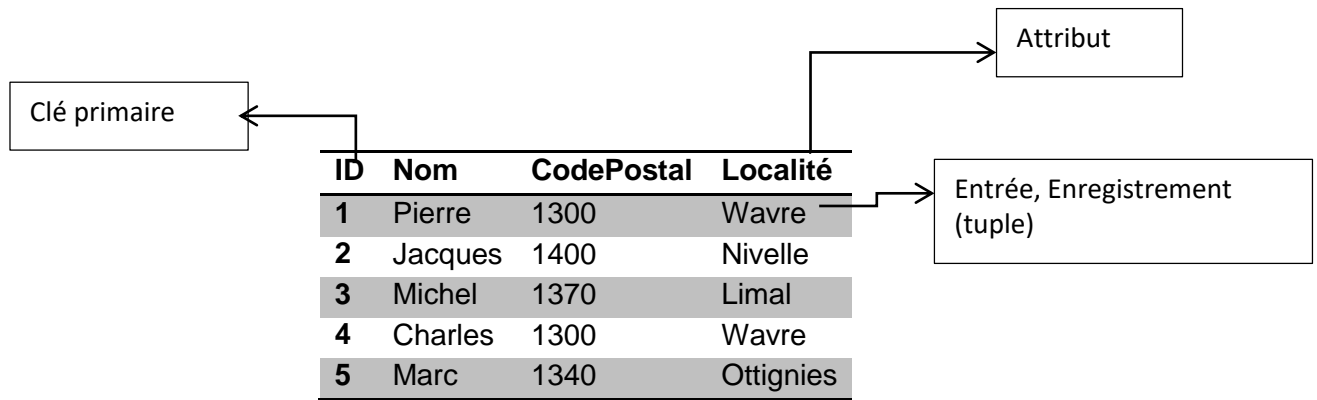 Attribut
Clé primaire
ID Nom CodePostal Localité
Entrée, Enregistrement
(tuple)
1 Pierre 1300 Wavre
2 Jacques 1400 Nivelle
3 Michel 1370 Limal
4 Charles 1300 Wavre
5 Marc 1340 Ottignies